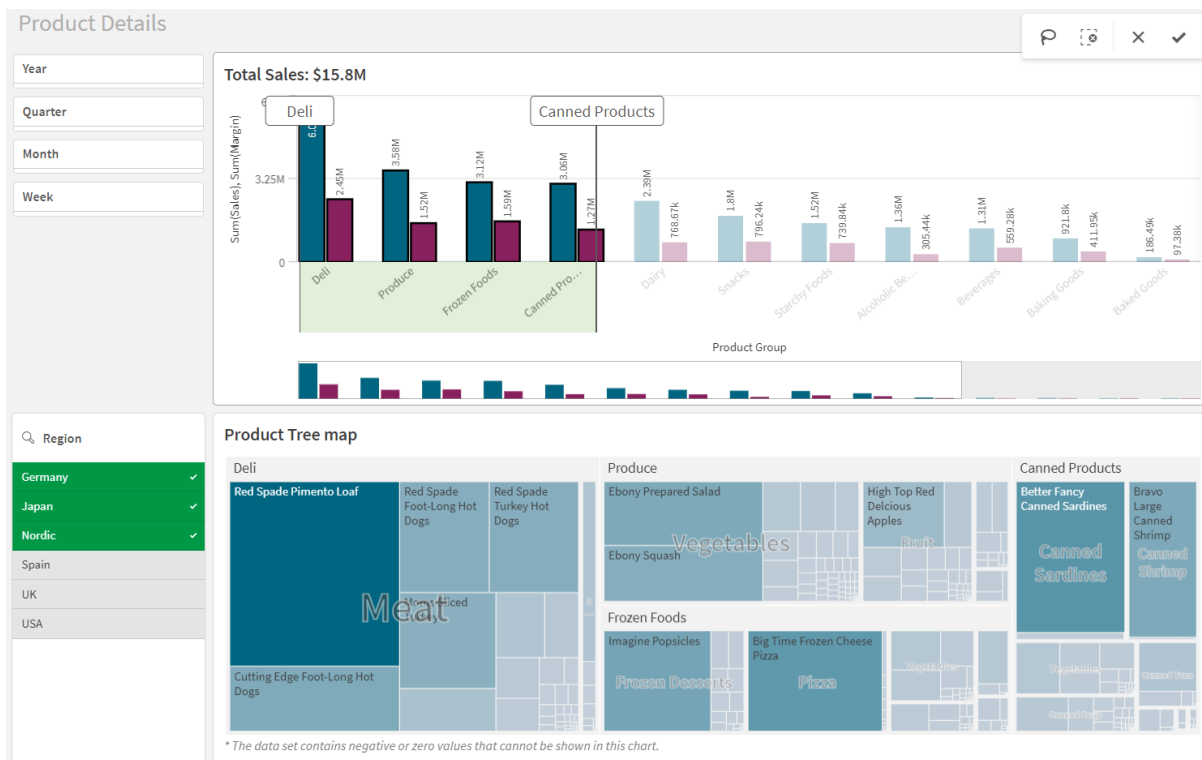 Product Details
Year
Quarter
Month
Week
Total Sales: $15.8M
Deli
Canned Products
Sum(Sales), Sum(Margin)
3.25M
0
2.45M
3.58M
1.52M
3.12M
1.59M
3.06M
1.27M
2.39M
768.67k
1.8M
796.24k
1.52M
739.84k
1.36M
305.44k
1.31M
559.28k
921.8k
411.95k
186.49k
97.38k
Deli
Produce
Frozen Foods
Canned Pro...
Dairy
Snacks
Starchy Foods
Alcoholic Be...
Beverages
Baking Goods
Baked Goods
Product Group
Region
Germany
Japan
Nordic
Spain
UK
USA
Product Tree map
Deli
Red Spade Pimento Loaf
Red Spade
Foot-Long Hot
Dogs
Red Spade
Turkey Hot
Dogs
Meat
Cutting Edge Foot-Long Hot
Dogs
Produce
Ebony Prepared Salad
Vegetables
Ebony Squash
High Top Red
Delcious
Apples
Fruit
Frozen Foods
Imagine Popsicles
Frozen Desserts
Big Time Frozen Cheese
Pizza
Pizza
Vegetables
Canned Products
Better Fancy
Canned Sardines
Canned
Sardines
Bravo
Large
Canned
Shrimp
Canned
Shrimp
Vegetables
Canned Tuna
Canned Soup
* The data set contains negative or zero values that cannot be shown in this chart.